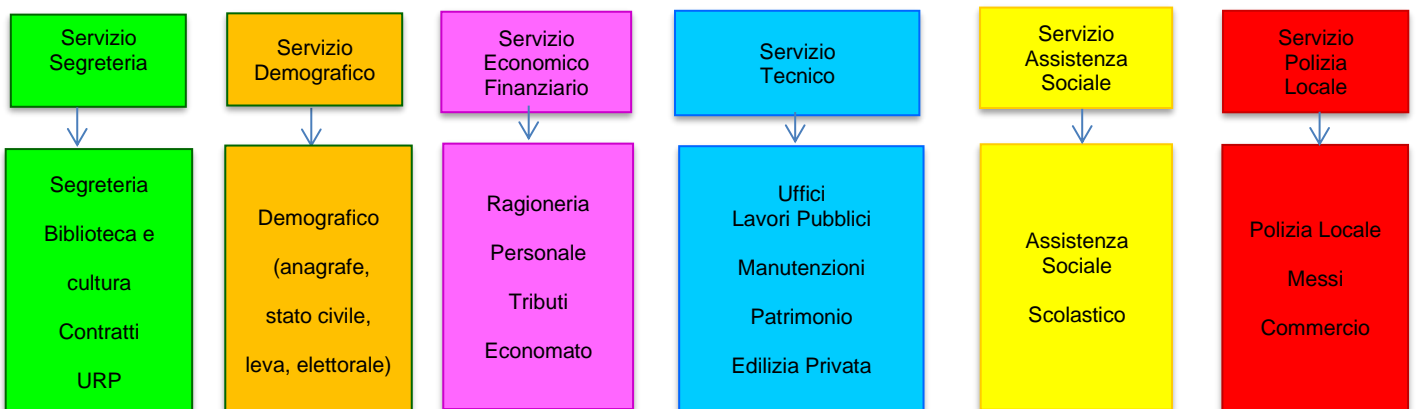 Servizio
Segreteria
Servizio
Demografico
Servizio
Economico
Finanziario
Servizio
Tecnico
Servizio
Assistenza
Sociale
Servizio
Polizia
Locale
Segreteria
Biblioteca e
cultura
Contratti
URP
Demografico
(anagrafe,
stato civile,
leva, elettorale)
Ragioneria
Personale
Tributi
Economato
Uffici
Lavori Pubblici
Manutenzioni
Patrimonio
Edilizia Privata
Assistenza
Sociale
Scolastico
Polizia Locale
Messi
Commercio